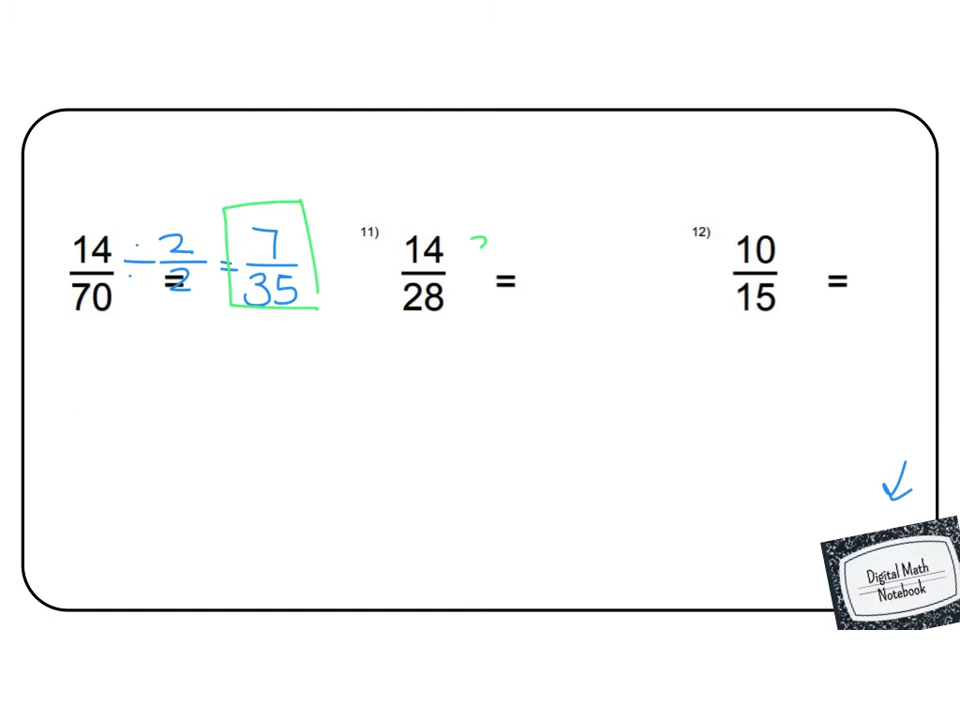 14/70 ÷ 2/2 = = 7/35
11) 14/28 =
12) 10/15 =
Digital Math
Notebook